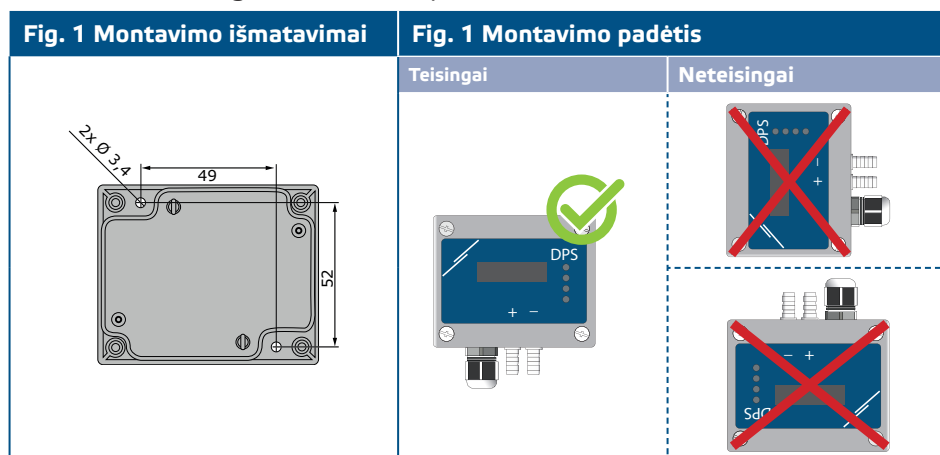 Fig. 1 Montavimo išmatavimai
Fig. 1 Montavimo padėtis
Teisingai
Neteisingai
2x Ø 3,4
49
52
DPS
+ −
DPS
−
+
− +
DPS